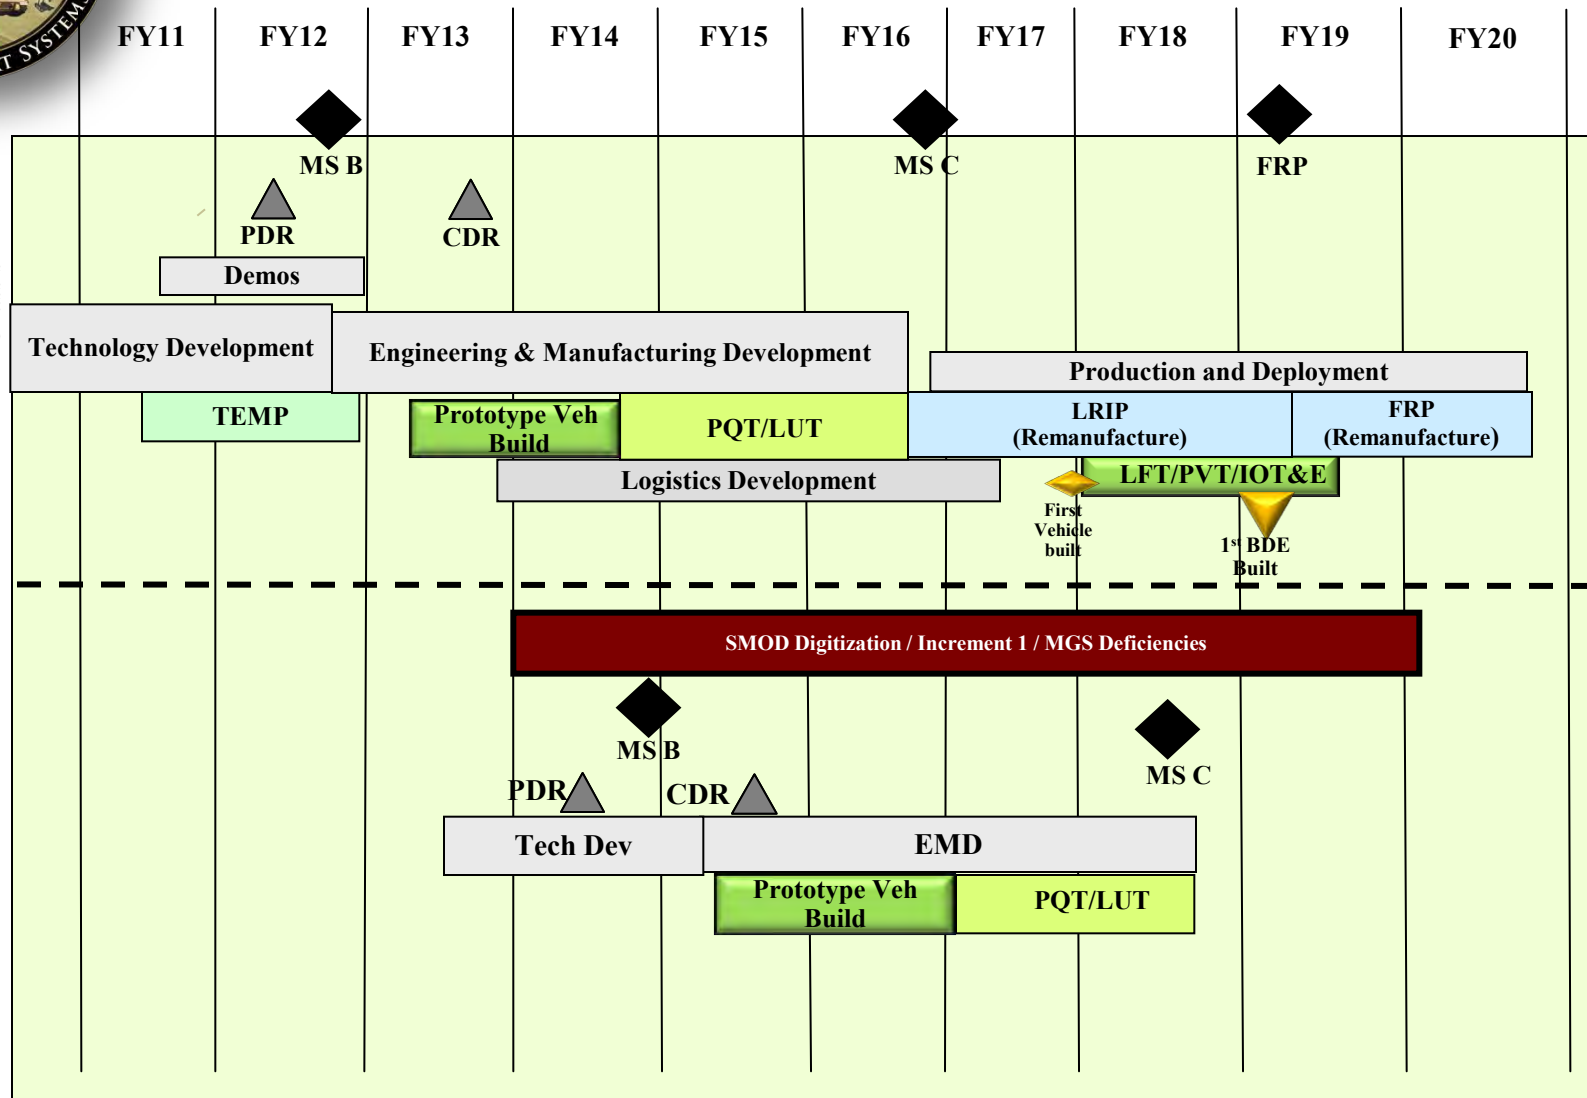 T SYSTEMS
FY11 FY12 FY13 FY14 FY15 FY16 FY17 FY18 FY19 FY20
MS B
MS C
FRP
PDR
CDR
Demos
Technology Development
Engineering & Manufacturing Development
Production and Deployment
TEMP
Prototype Veh
Build
PQT/LUT
LRIP
(Remanufacture)
FRP
(Remanufacture)
Logistics Development
LFT/PVT/IOT&E
First
Vehicle
built
1st BDE
Built
SMOD Digitization / Increment 1 / MGS Deficiencies
MS B
MS C
PDR
CDR
Tech Dev
EMD
Prototype Veh
Build
PQT/LUT